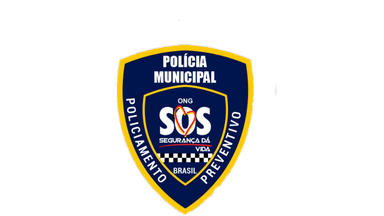 POLÍCIA
MUNICIPAL
ONG
SOS
SEGURANÇA DÁ
VIDA
BRASIL
POLICIAMENTO
PREVENTIVO